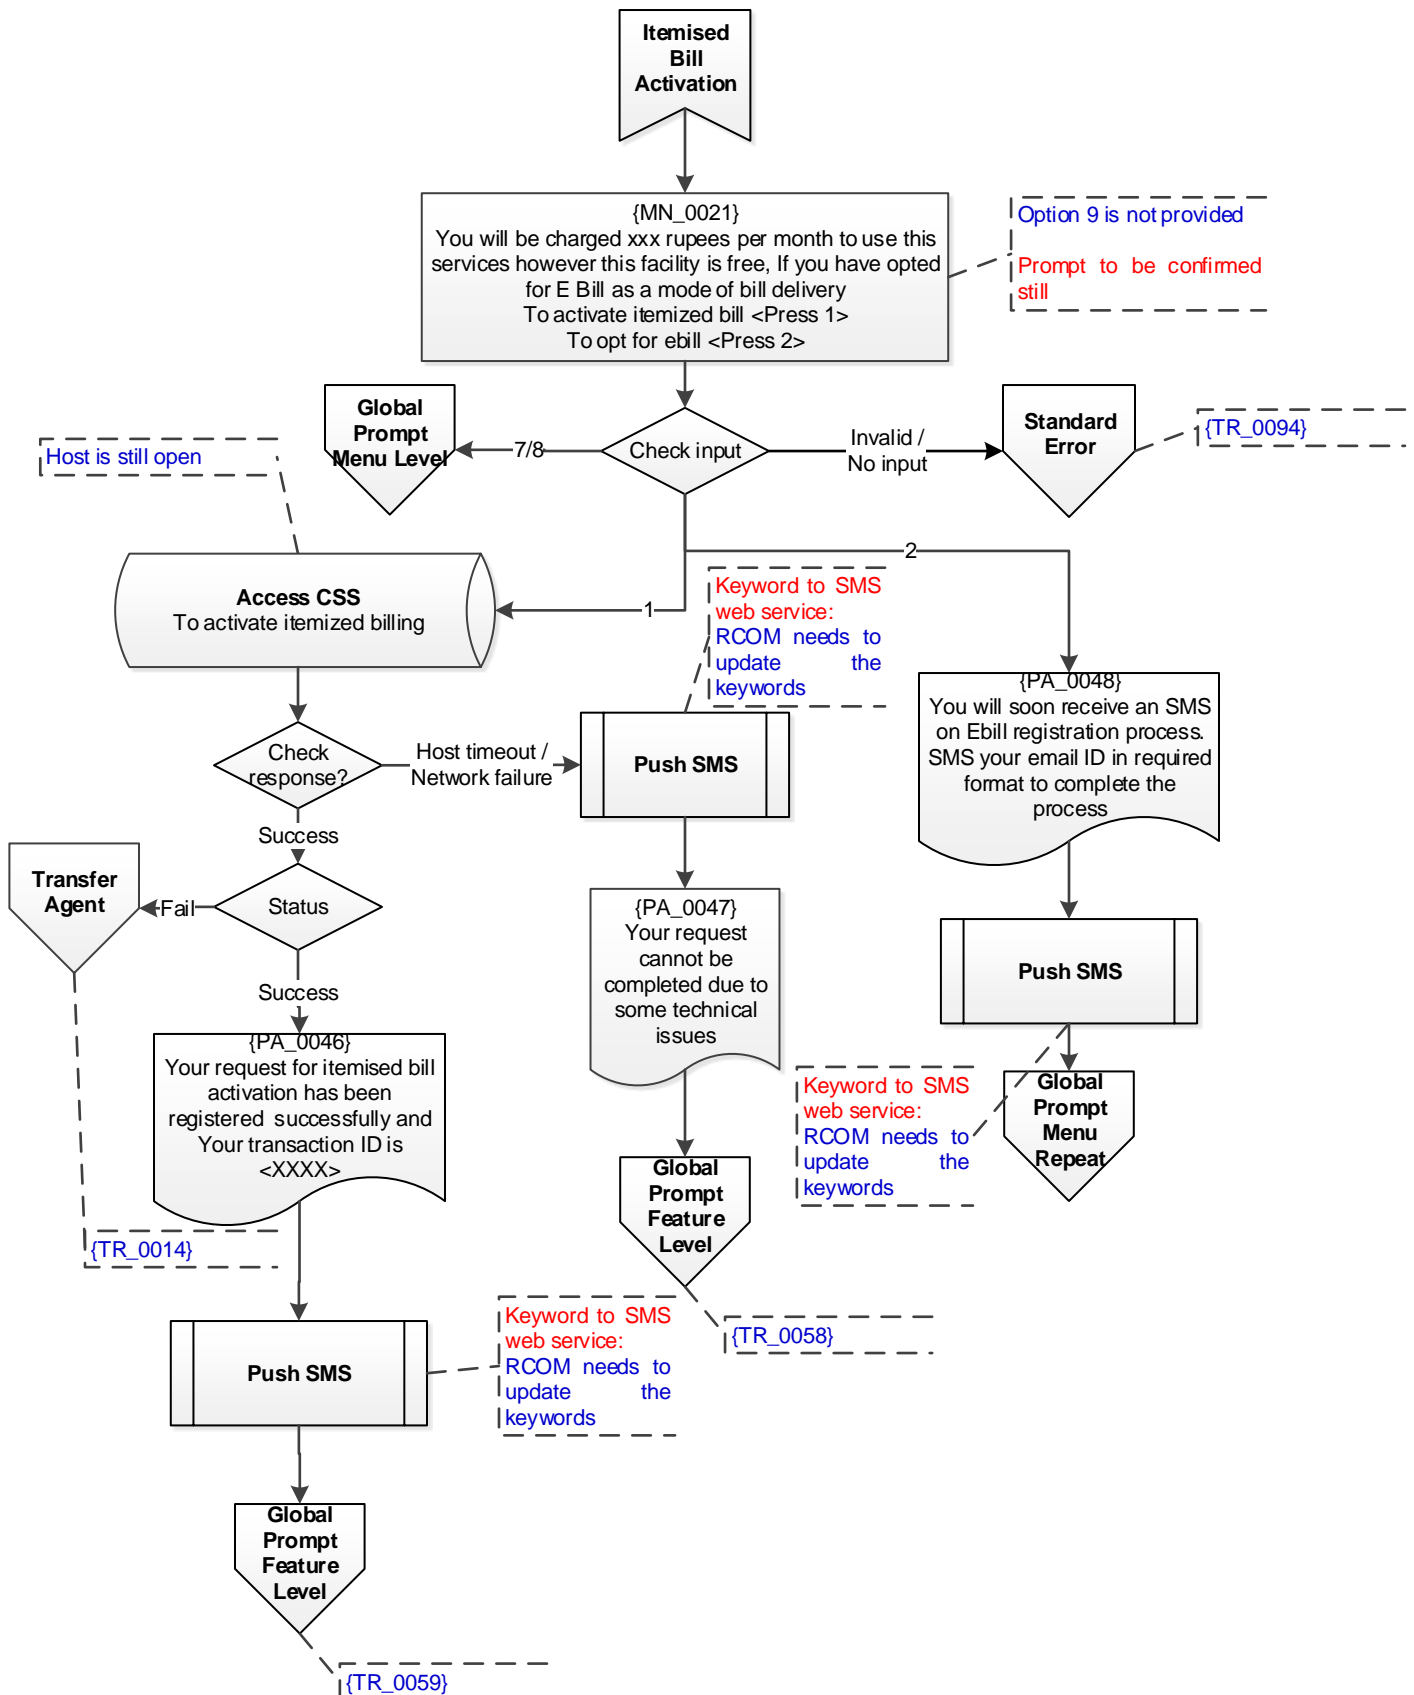 Itemised
Bill
Activation
{MN_0021}
You will be charged xxx rupees per month to use this
services however this facility is free, If you have opted
for E Bill as a mode of bill delivery
To activate itemized bill <Press 1>
To opt for ebill <Press 2>
Option 9 is not provided
Prompt to be confirmed
still
Global
Prompt
Menu Level
7/8
Check input
Invalid /
No input
Standard
Error
{TR_0094}
Host is still open
2
Access CSS
To activate itemized billing
1
Keyword to SMS
web service:
RCOM needs to
update the
keywords
{PA_0048}
You will soon receive an SMS
on Ebill registration process.
SMS your email ID in required
format to complete the
process
Check
response?
Host timeout /
Network failure
Push SMS
Success
Transfer
Agent
Fail
Status
{PA_0047}
Your request
cannot be
completed due to
some technical
issues
Push SMS
Success
{PA_0046}
Your request for itemised bill
activation has been
registered successfully and
Your transaction ID is
<XXXX>
Keyword to SMS
web service:
RCOM needs to
update the
keywords
Global
Prompt
Menu
Repeat
Global
Prompt
Feature
Level
{TR_0014}
{TR_0058}
Push SMS
Keyword to SMS
web service:
RCOM needs to
update the
keywords
Global
Prompt
Feature
Level
{TR_0059}